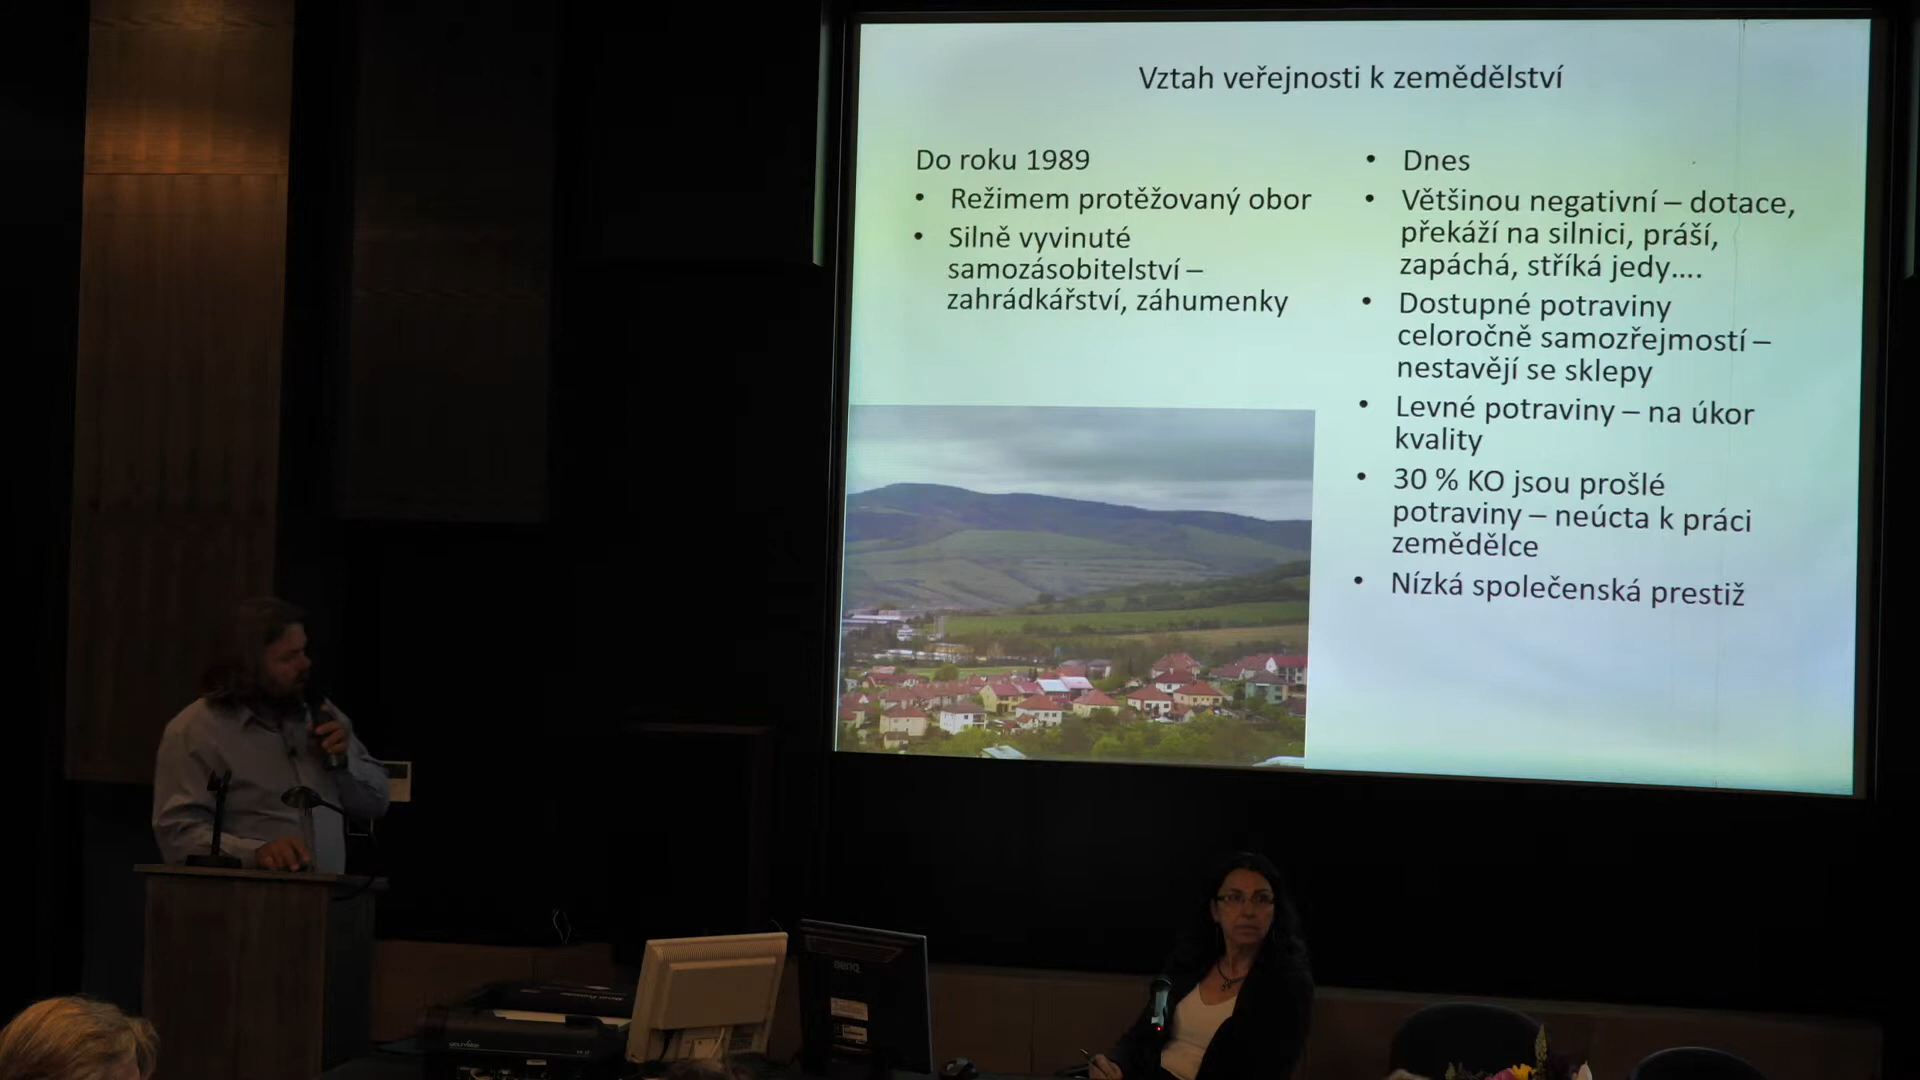 Vztah veřejnosti k zemědělství
Do roku 1989
• Režimem protěžovaný obor
• Silně vyvinuté
samozásobitelství –
zahrádkářství, záhumenky
• Dnes
• Většinou negativní – dotace,
překáží na silnici, práší,
zapáchá, stříká jedy....
• Dostupné potraviny
celoročně samozřejmostí –
nestavějí se sklepy
• Levné potraviny – na úkor
kvality
• 30 % KO jsou prošlé
potraviny – neúcta k práci
zemědělce
• Nízká společenská prestiž
BenQ